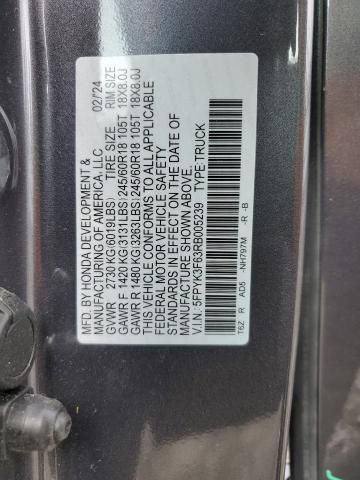 MFD. BY HONDA DEVELOPMENT &
MANUFACTURING OF AMERICA, LLC 02/'24
GVWR 2730 KG(6019LBS) TIRE SIZE RIM SIZE
GAWR F 1420 KG(3131LBS) 245/60R18 105T 18X8.0J
GAWR R 1480 KG(3263LBS) 245/60R18 105T 18X8.0J
THIS VEHICLE CONFORMS TO ALL APPLICABLE
FEDERAL MOTOR VEHICLE SAFETY
STANDARDS IN EFFECT ON THE DATE OF
MANUFACTURE SHOWN ABOVE.
V.I.N.: 5FPYK3F63RB005239 TYPE:TRUCK
T6Z R AD5 -NH797M -R -B